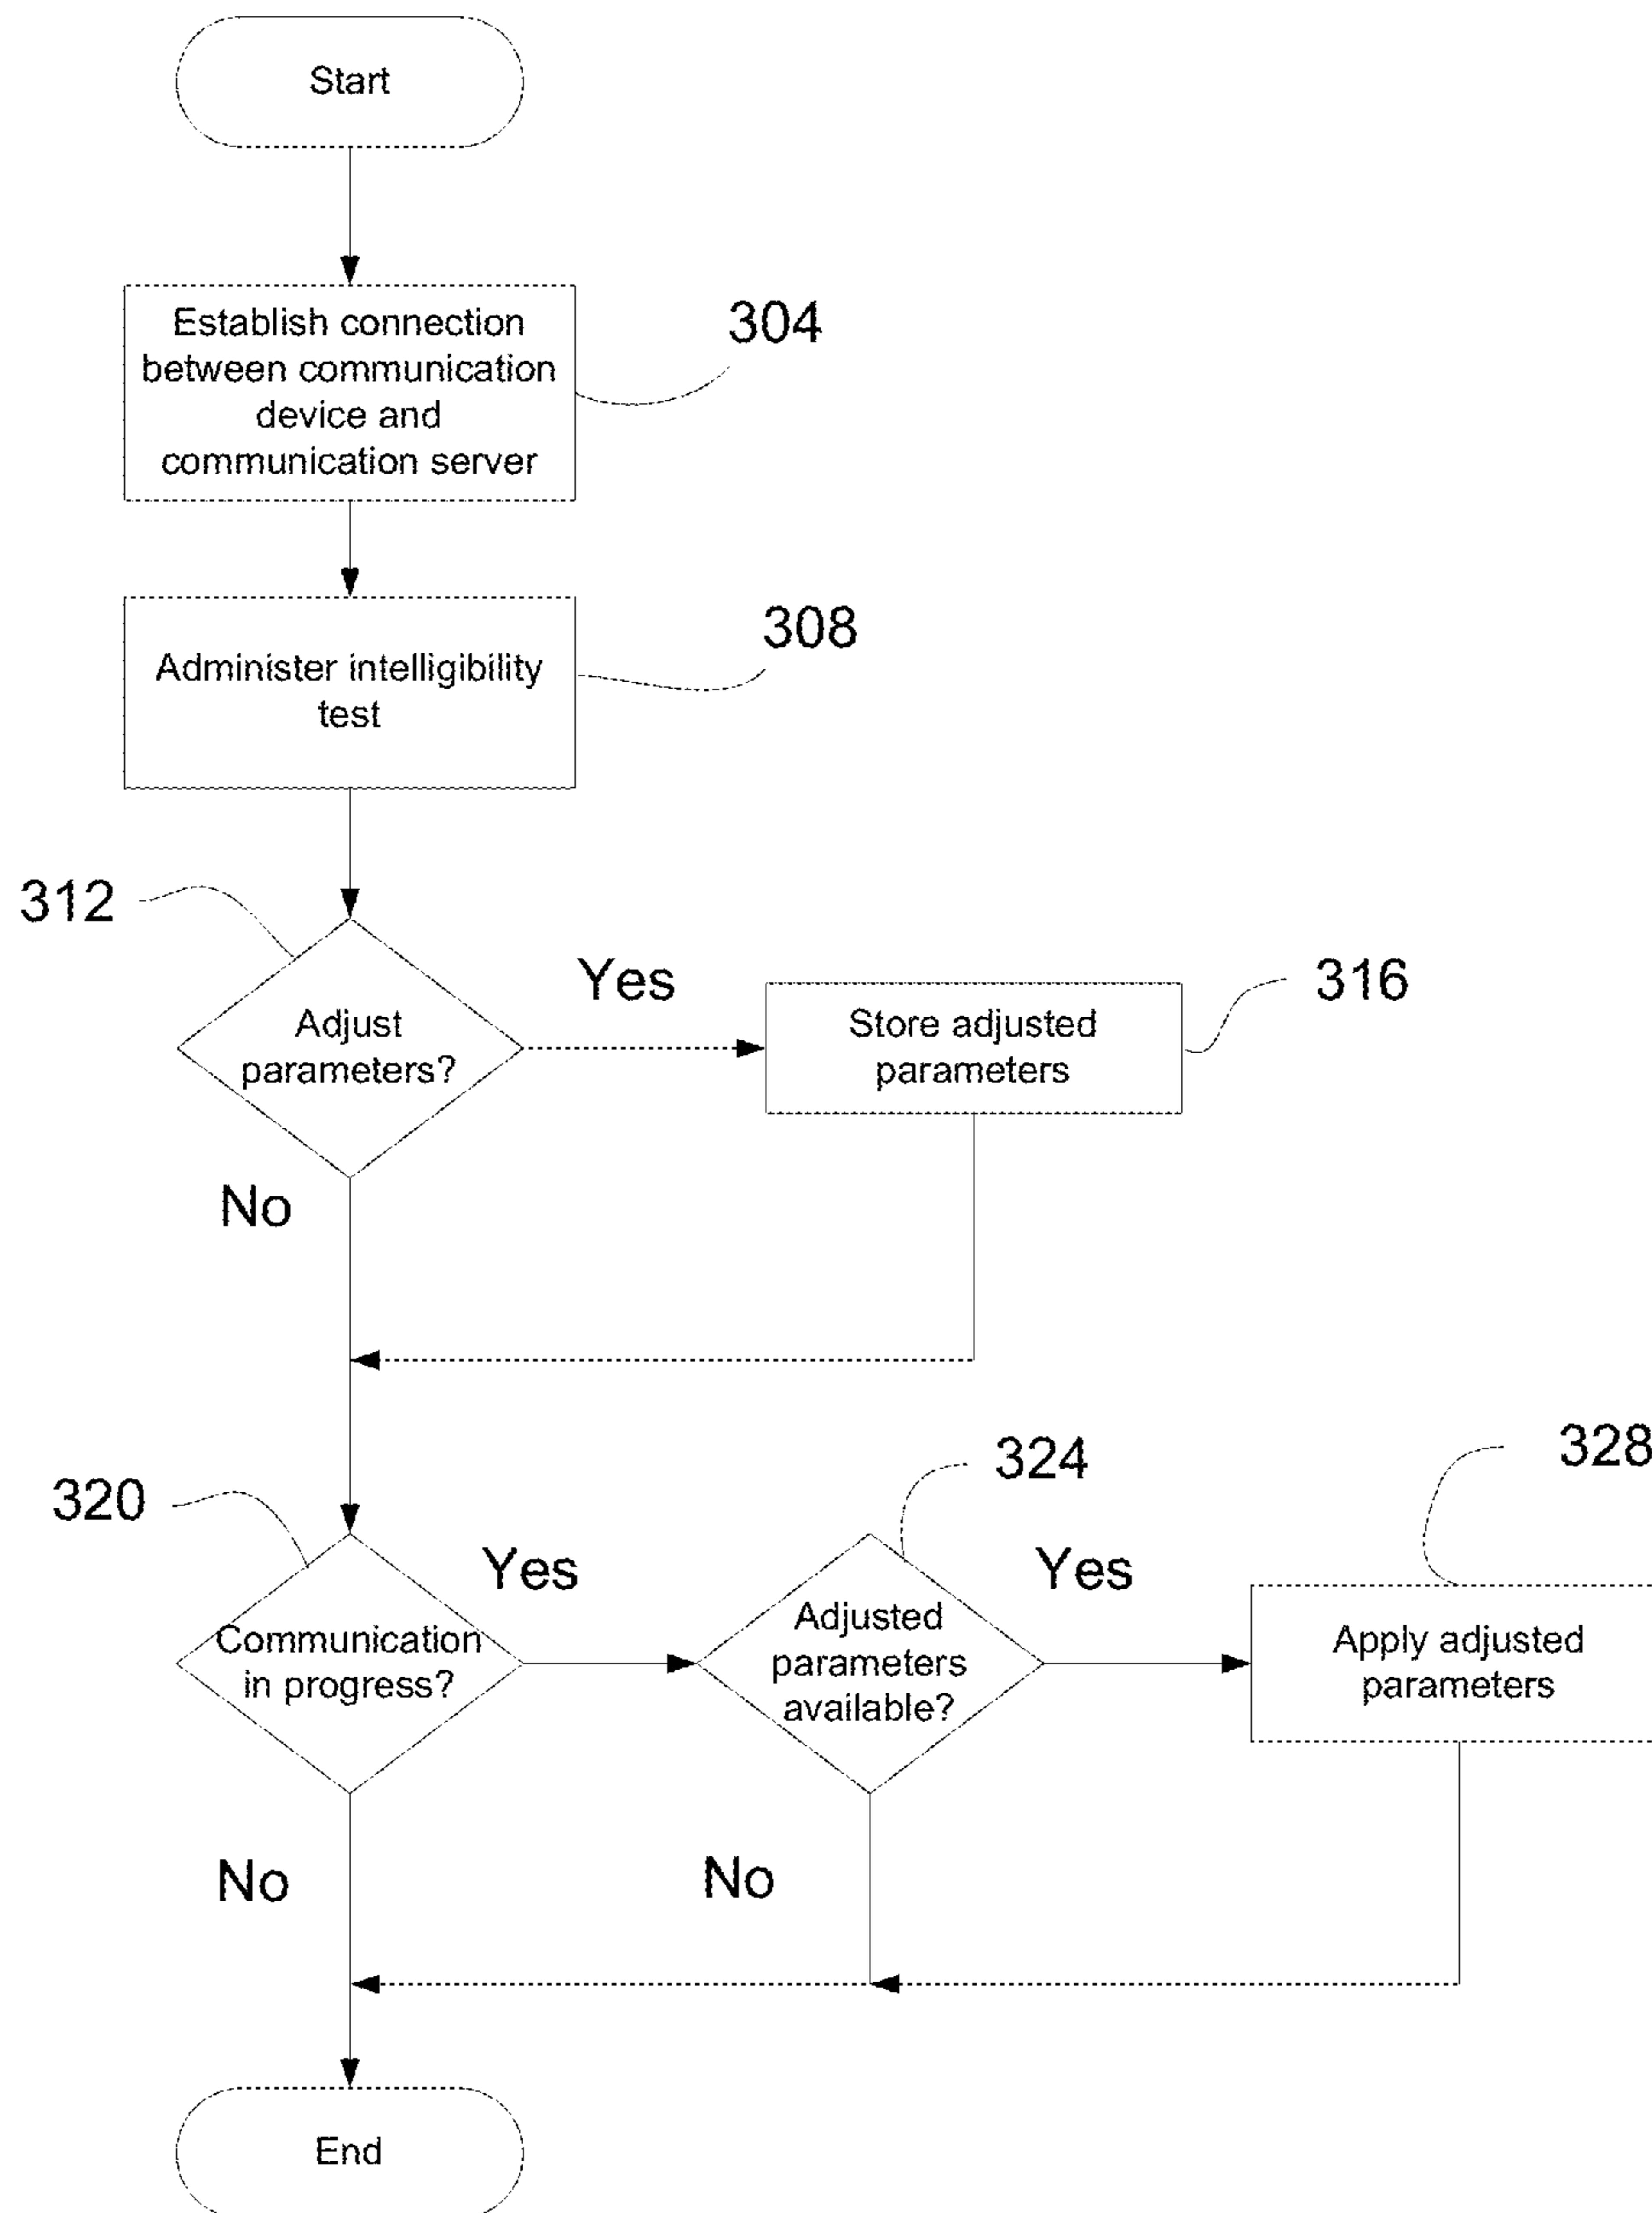 Start
Establish connection
between communication
device and
communication server
304
Administer intelligibility
test
308
312
Adjust
parameters?
Yes
Store adjusted
parameters
316
No
320
Communication
in progress?
Yes
324
Adjusted
parameters
available?
Yes
328
Apply adjusted
parameters
No
No
End